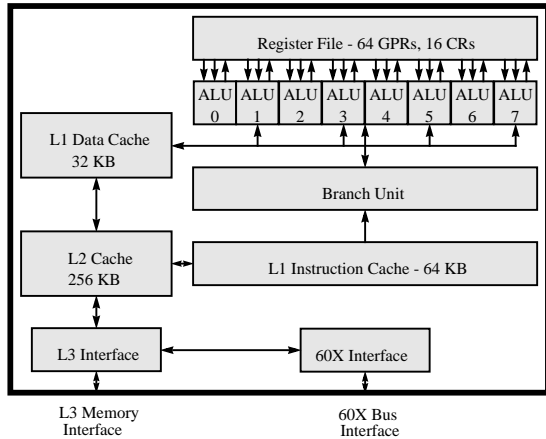 Register File - 64 GPRs, 16 CRs
ALU ALU ALU ALU ALU ALU ALU ALU
0 1 2 3 4 5 6 7
L1 Data Cache
32 KB
Branch Unit
L2 Cache
256 KB
L1 Instruction Cache - 64 KB
L3 Interface
60X Interface
L3 Memory
Interface
60X Bus
Interface